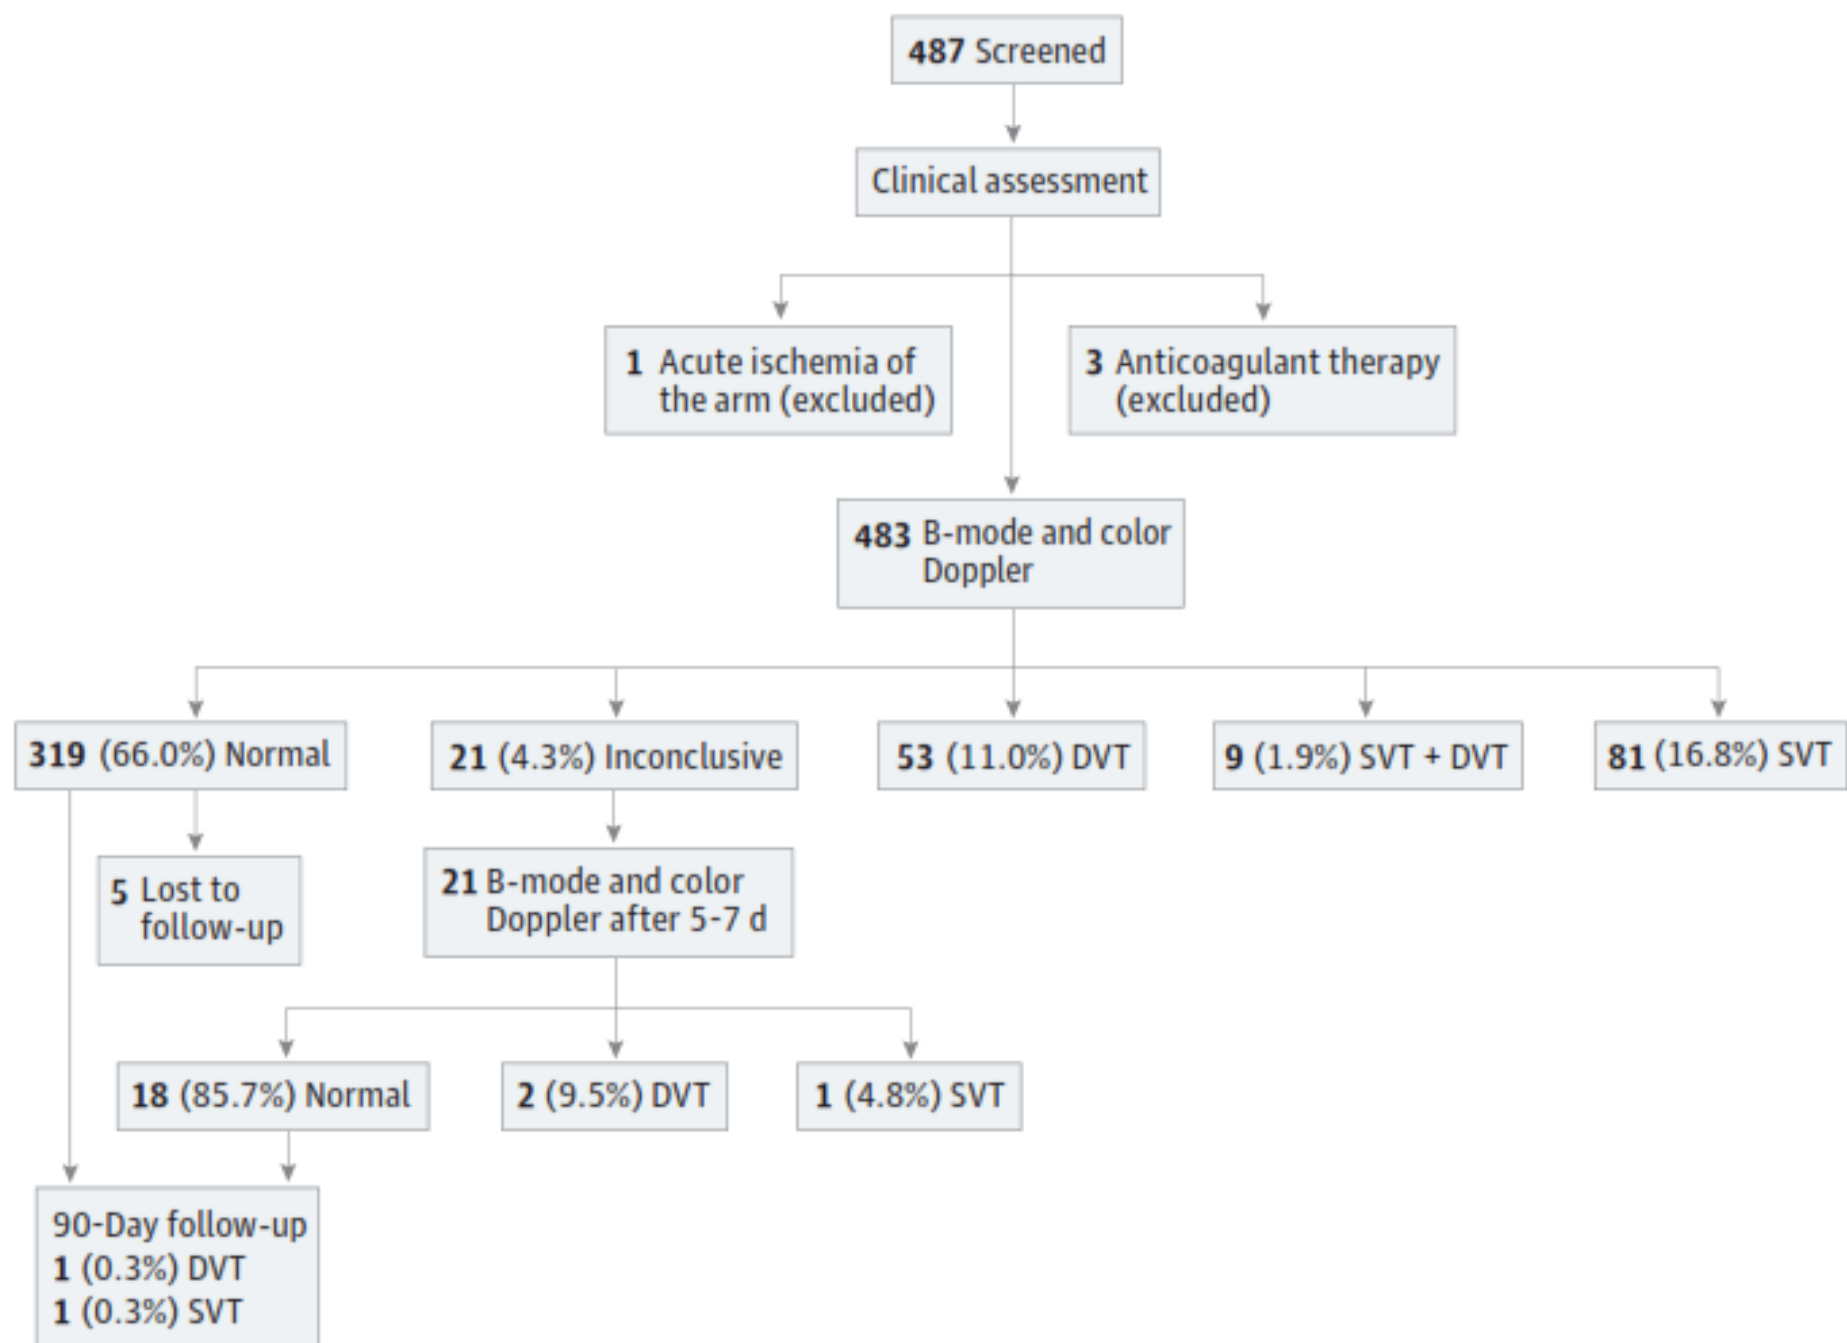 487 Screened
Clinical assessment
1 Acute ischemia of
the arm (excluded)
3 Anticoagulant therapy
(excluded)
483 B-mode and color
Doppler
319 (66.0%) Normal
21 (4.3%) Inconclusive
53 (11.0%) DVT
9 (1.9%) SVT + DVT
81 (16.8%) SVT
5 Lost to
follow-up
21 B-mode and color
Doppler after 5-7 d
18 (85.7%) Normal
2 (9.5%) DVT
1 (4.8%) SVT
90-Day follow-up
1 (0.3%) DVT
1 (0.3%) SVT